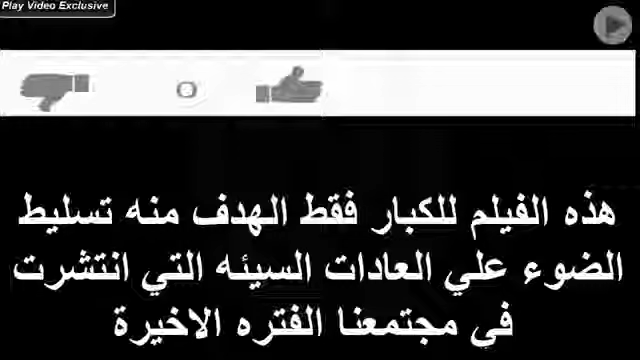 Play Video Exclusive
o
هذه الفيلم للكبار فقط الهدف منه تسليط
الضوء علي العادات السيئه التي انتشرت
في مجتمعنا الفتره الاخيرة